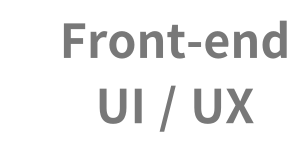 Front-end
UI / UX